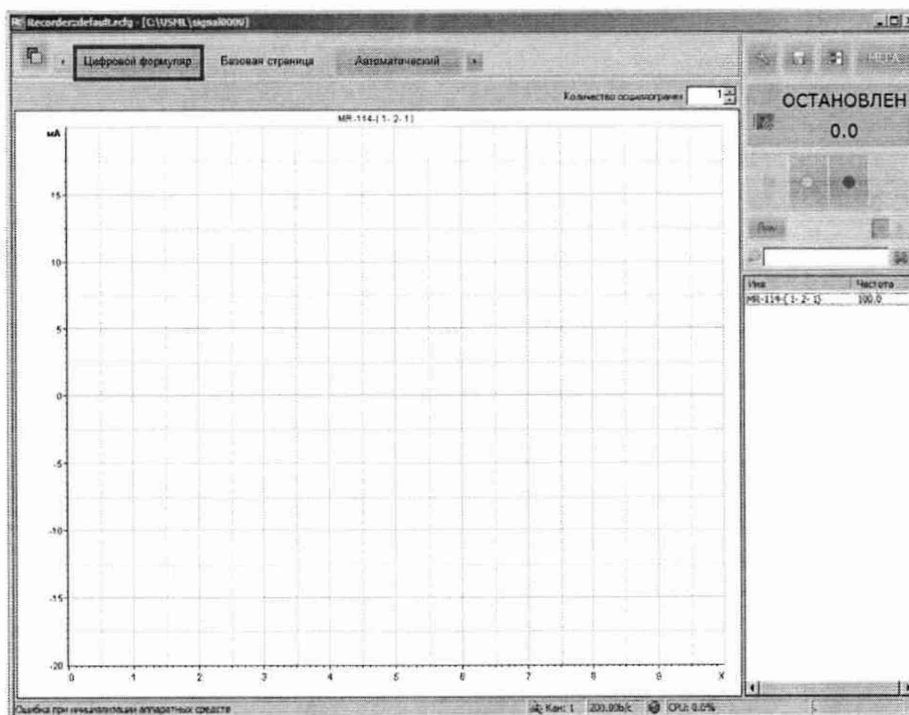 Recorder:default.rcfg - [C:\USML\signal000\]
Цифровой формуляр Базовая страница Автоматический
Количество осциллограмм 1
ОСТАНОВЛЕН
0.0
MR-114-( 1- 2- 1)
мА
15
10
5
0
-5
-10
-15
-20
0 1 2 3 4 5 6 7 8 9 X
Имя Частота
MR-114-( 1- 2- 1) 100.0
Ошибка при инициализации аппаратных средств Кан: 1 200.00b/c CPU: 0.0%